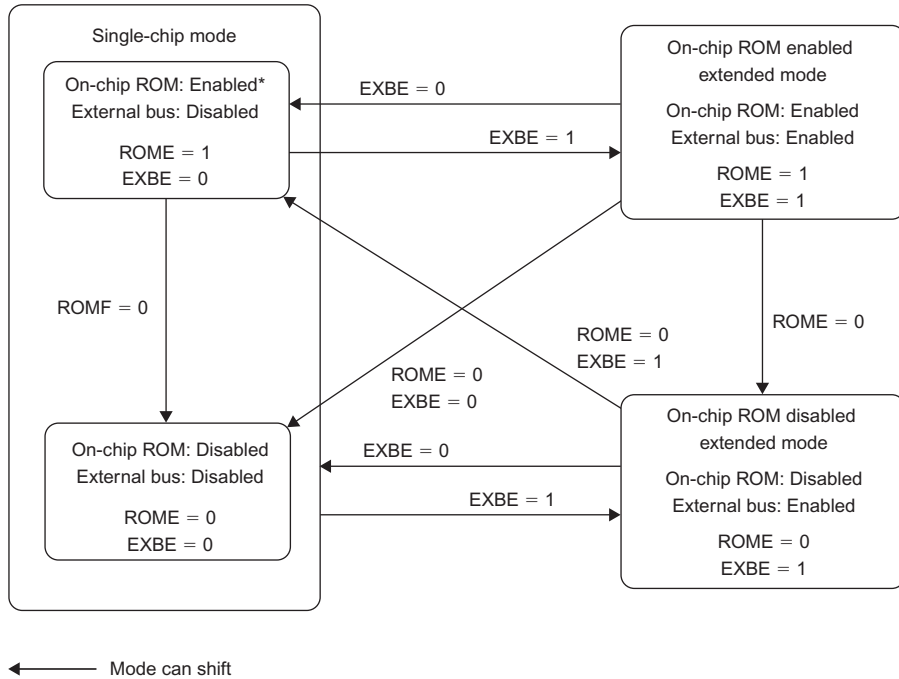 Single-chip mode
On-chip ROM: Enabled*
External bus: Disabled
ROME = 1
EXBE = 0
EXBE = 0
EXBE = 1
On-chip ROM enabled
extended mode
On-chip ROM: Enabled
External bus: Enabled
ROME = 1
EXBE = 1
ROMF = 0
ROME = 0
ROME = 0
EXBE = 1
ROME = 0
EXBE = 0
On-chip ROM: Disabled
External bus: Disabled
ROME = 0
EXBE = 0
EXBE = 0
EXBE = 1
On-chip ROM disabled
extended mode
On-chip ROM: Disabled
External bus: Enabled
ROME = 0
EXBE = 1
Mode can shift